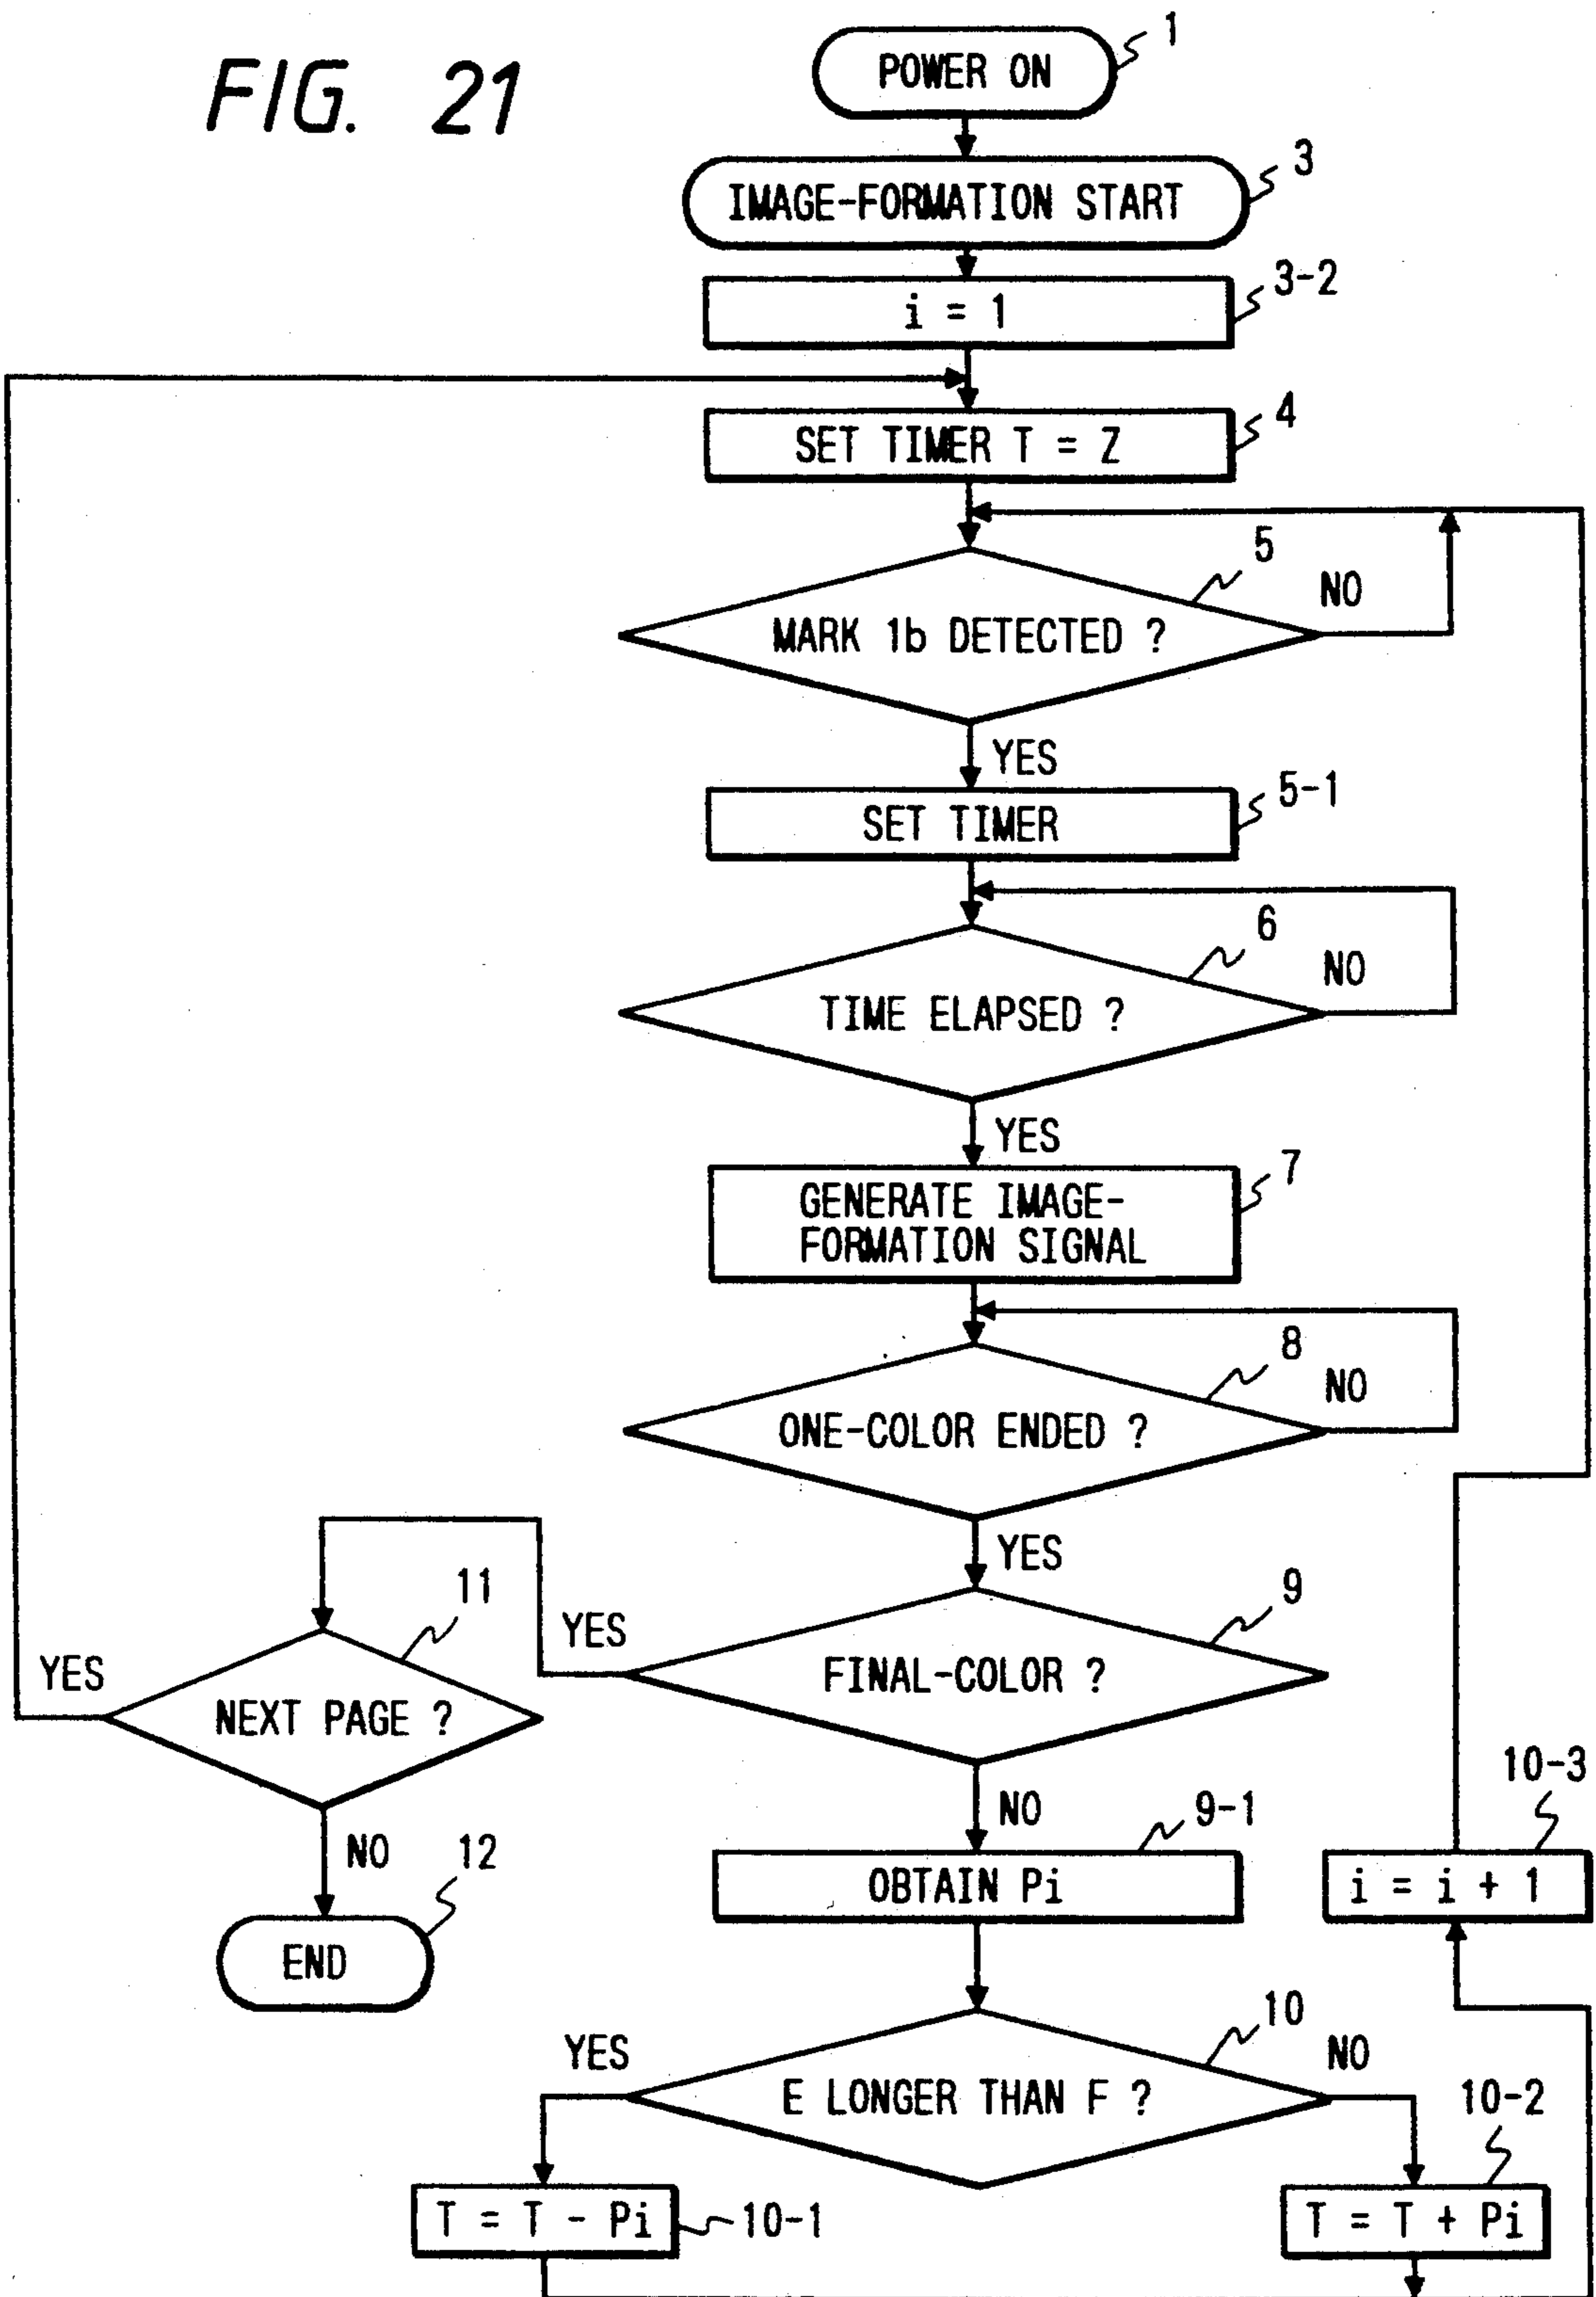 FIG. 21
POWER ON
1
IMAGE-FORMATION START
3
i = 1
3-2
SET TIMER T = Z
4
MARK 1b DETECTED ?
5
NO
YES
SET TIMER
5-1
TIME ELAPSED ?
6
NO
YES
GENERATE IMAGE-
FORMATION SIGNAL
7
ONE-COLOR ENDED ?
8
NO
YES
FINAL-COLOR ?
9
YES
NO
NEXT PAGE ?
11
YES
NO
END
12
OBTAIN Pi
9-1
i = i + 1
10-3
E LONGER THAN F ?
10
YES
NO
T = T - Pi
10-1
T = T + Pi
10-2